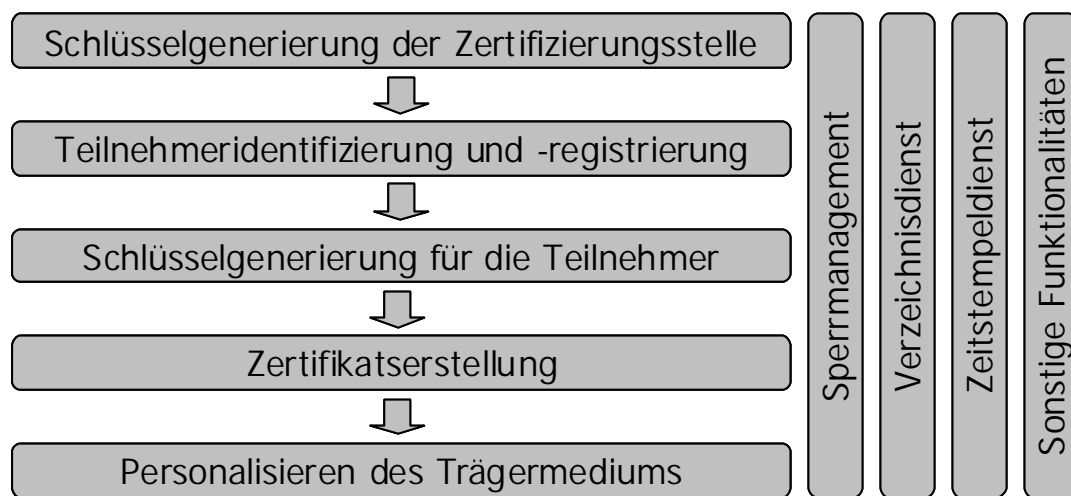 Schlüsselgenerierung der Zertifizierungsstelle
Teilnehmeridentifizierung und -registrierung
Schlüsselgenerierung für die Teilnehmer
Zertifikatserstellung
Personalisieren des Trägermediums
Sperrmanagement
Verzeichnisdienst
Zeitstempeldienst
Sonstige Funktionalitäten